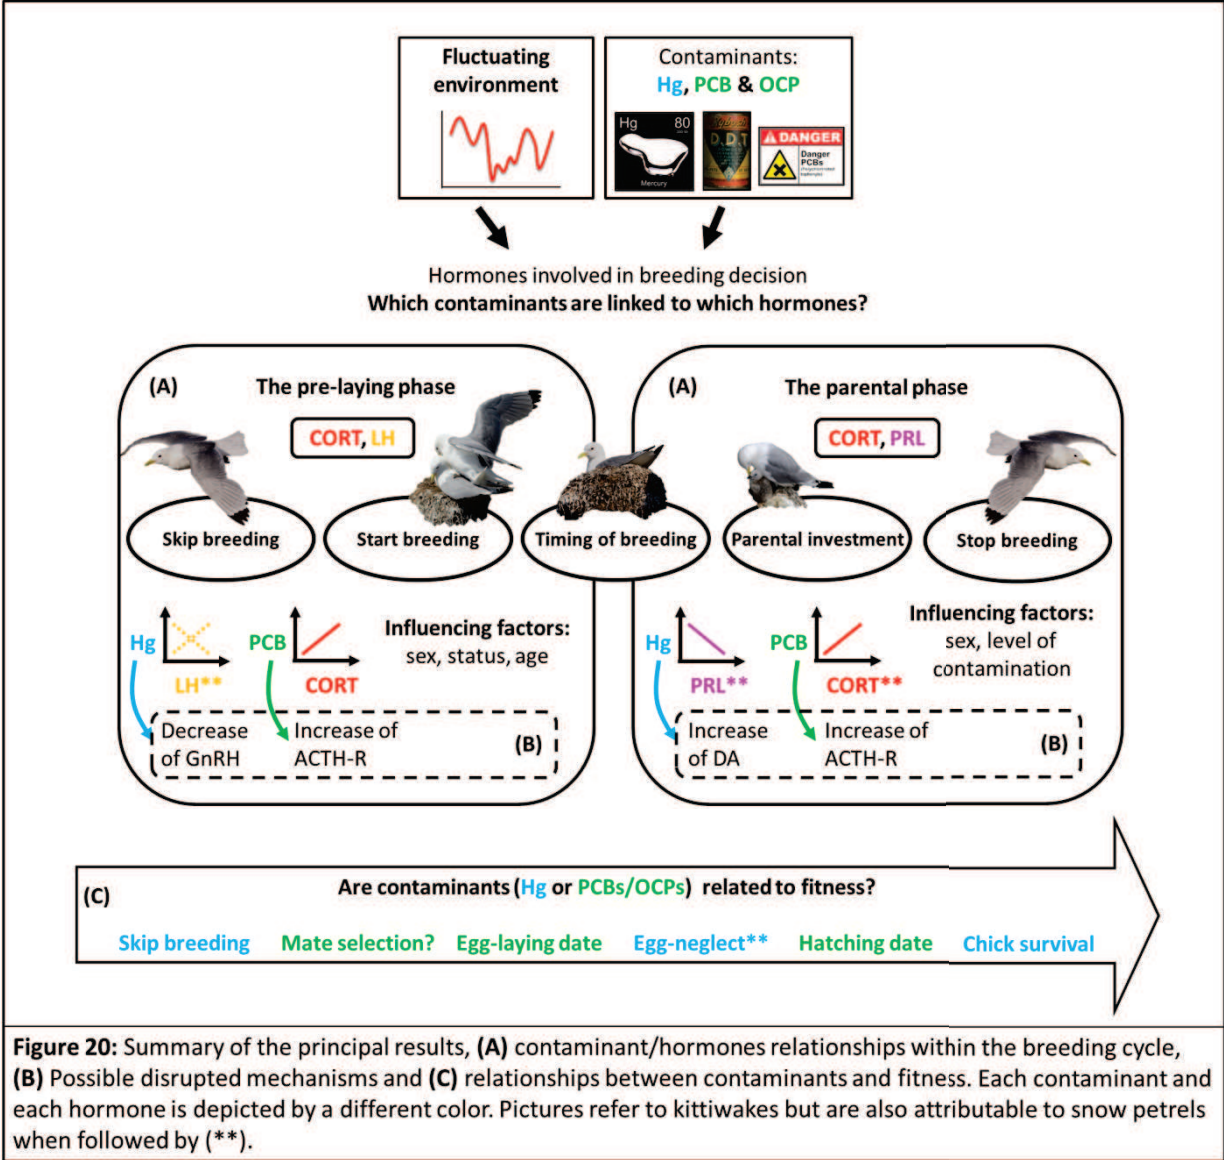 Fluctuating
environment
Contaminants:
Hg, PCB & OCP
Hg 80
Mercury
D.D.T
DANGER
Danger
PCBs
Hormones involved in breeding decision
Which contaminants are linked to which hormones?
(A) The pre-laying phase
CORT, LH
(A) The parental phase
CORT, PRL
Skip breeding
Start breeding
Timing of breeding
Parental investment
Stop breeding
Hg
LH**
PCB
CORT
Influencing factors:
sex, status, age
Decrease
of GnRH
Increase of
ACTH-R
(B)
Hg
PRL**
PCB
CORT**
Influencing factors:
sex, level of
contamination
Increase
of DA
Increase of
ACTH-R
(B)
(C)
Are contaminants (Hg or PCBs/OCPs) related to fitness?
Skip breeding Mate selection? Egg-laying date Egg-neglect** Hatching date Chick survival
Figure 20: Summary of the principal results, (A) contaminant/hormones relationships within the breeding cycle,
(B) Possible disrupted mechanisms and (C) relationships between contaminants and fitness. Each contaminant and
each hormone is depicted by a different color. Pictures refer to kittiwakes but are also attributable to snow petrels
when followed by (**).